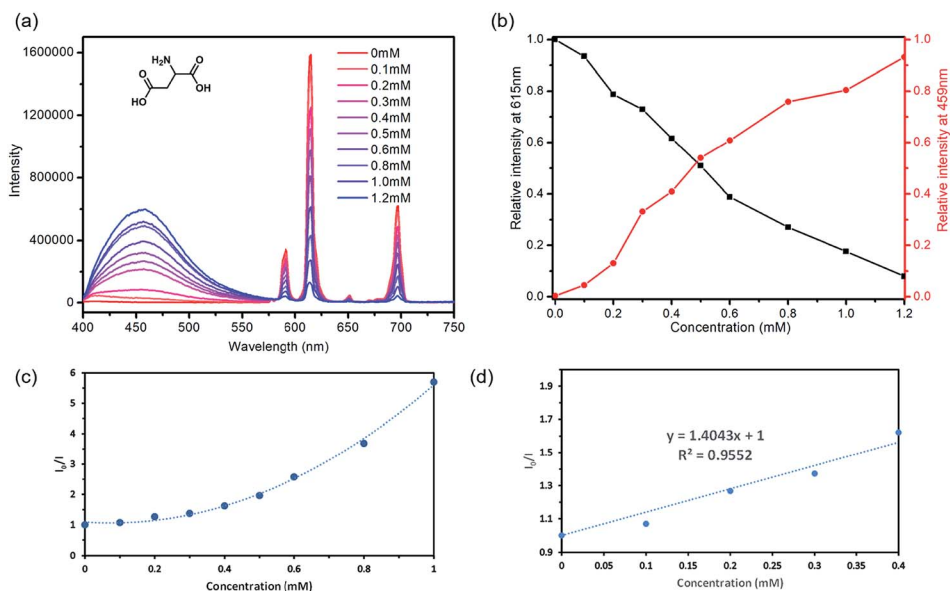 (a)
1600000
1200000
800000
400000
0
Intensity
400
450
500
550
600
650
700
750
Wavelength (nm)
H₂N
O
O
OH
HO
0mM
0.1mM
0.2mM
0.3mM
0.4mM
0.5mM
0.6mM
0.8mM
1.0mM
1.2mM
(b)
1.0
0.8
0.6
0.4
0.2
0.0
Relative intensity at 615nm
0.0
0.2
0.4
0.6
0.8
1.0
1.2
Concentration (mM)
1.0
0.8
0.6
0.4
0.2
0.0
Relative intensity at 459nm
(c)
6
5
4
3
2
1
0
I₀/I
0
0.2
0.4
0.6
0.8
1
Concentration (mM)
(d)
1.9
1.7
1.5
1.3
1.1
0.9
I₀/I
y = 1.4043x + 1
R² = 0.9552
0
0.05
0.1
0.15
0.2
0.25
0.3
0.35
0.4
Concentration (mM)